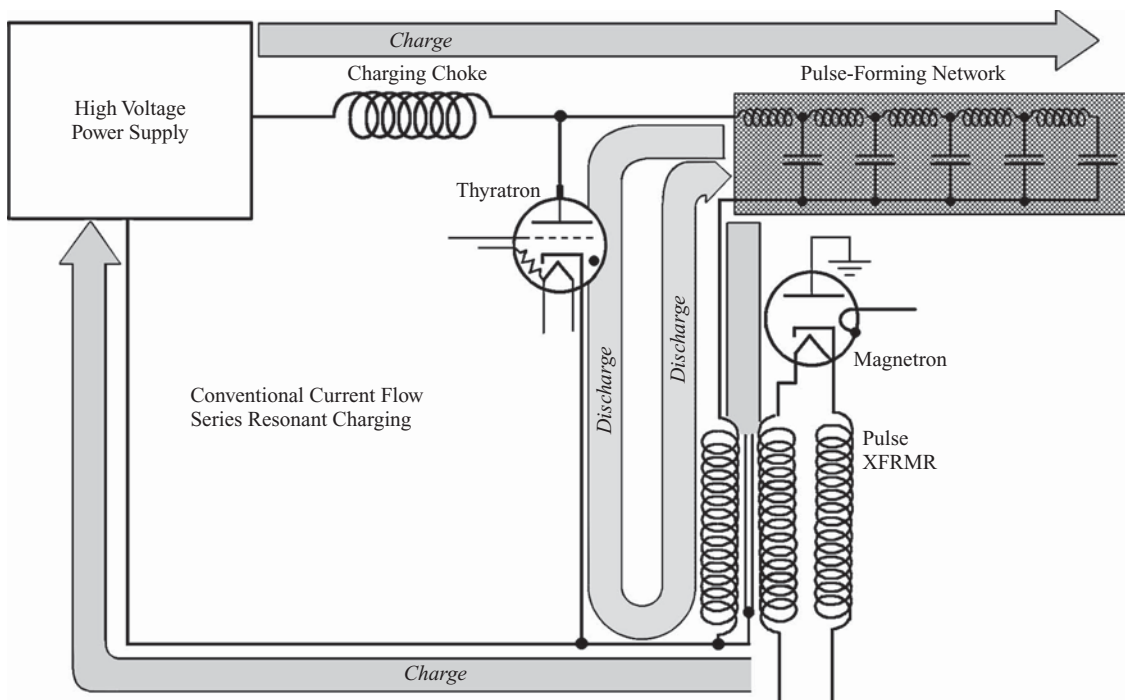 Charge
Charging Choke
Pulse-Forming Network
High Voltage
Power Supply
Thyratron
Discharge
Discharge
Magnetron
Conventional Current Flow
Series Resonant Charging
Pulse
XFRMR
Charge